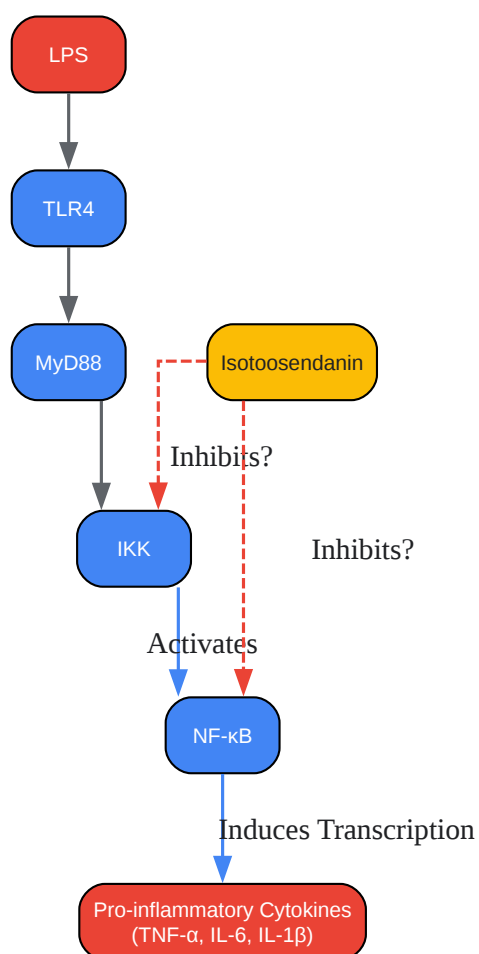 LPS
TLR4
MyD88
Isotoosendanin
Inhibits?
IKK
Inhibits?
Activates
NF-κB
Induces Transcription
Pro-inflammatory Cytokines
(TNF-α, IL-6, IL-1β)